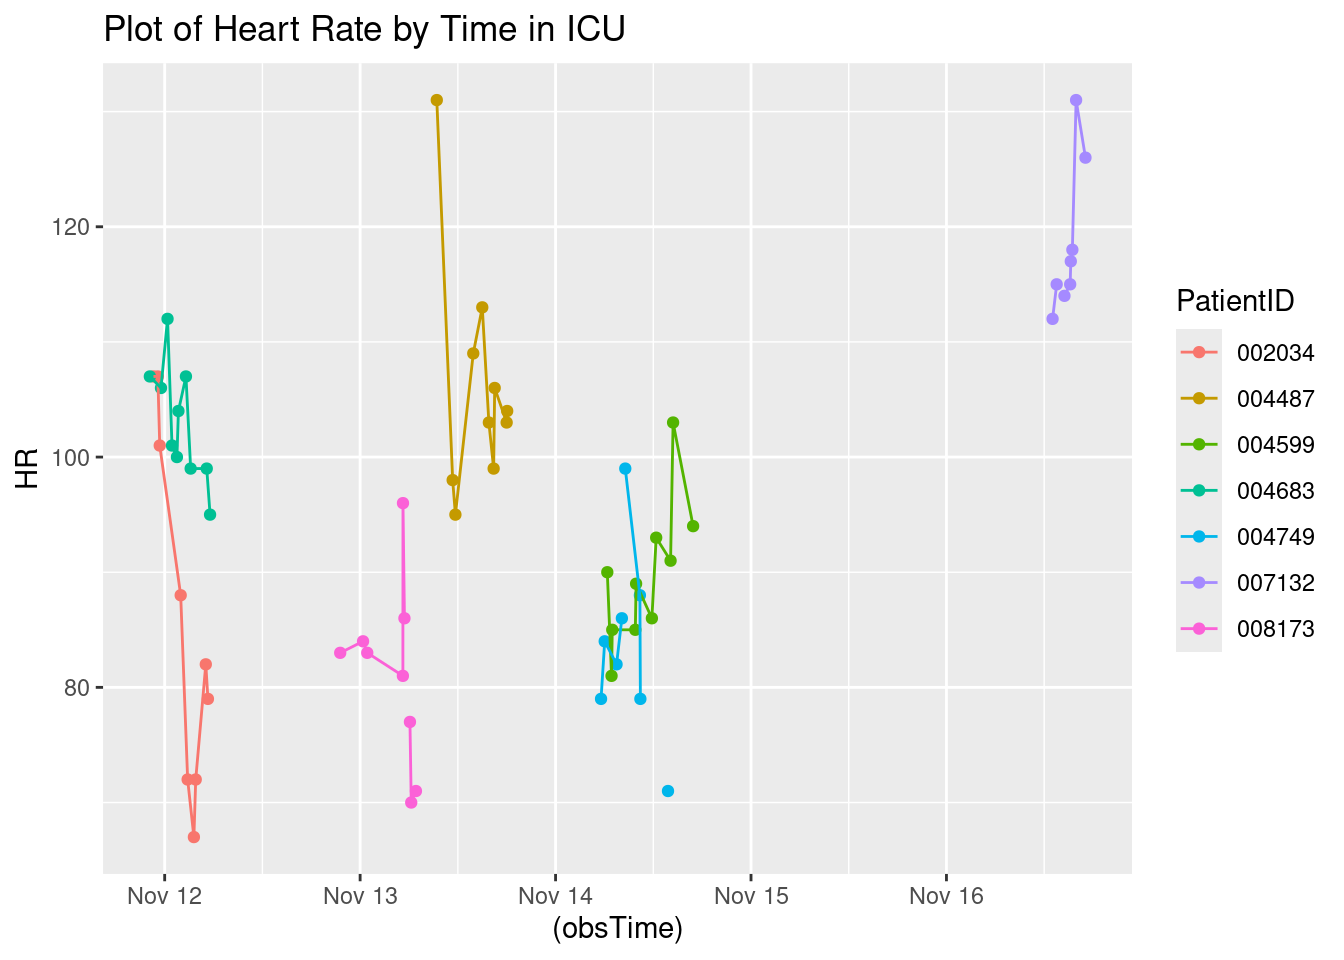 Plot of Heart Rate by Time in ICU
120
100
80
HR
Nov 12
Nov 13
Nov 14
Nov 15
Nov 16
(obsTime)
PatientID
002034
004487
004599
004683
004749
007132
008173